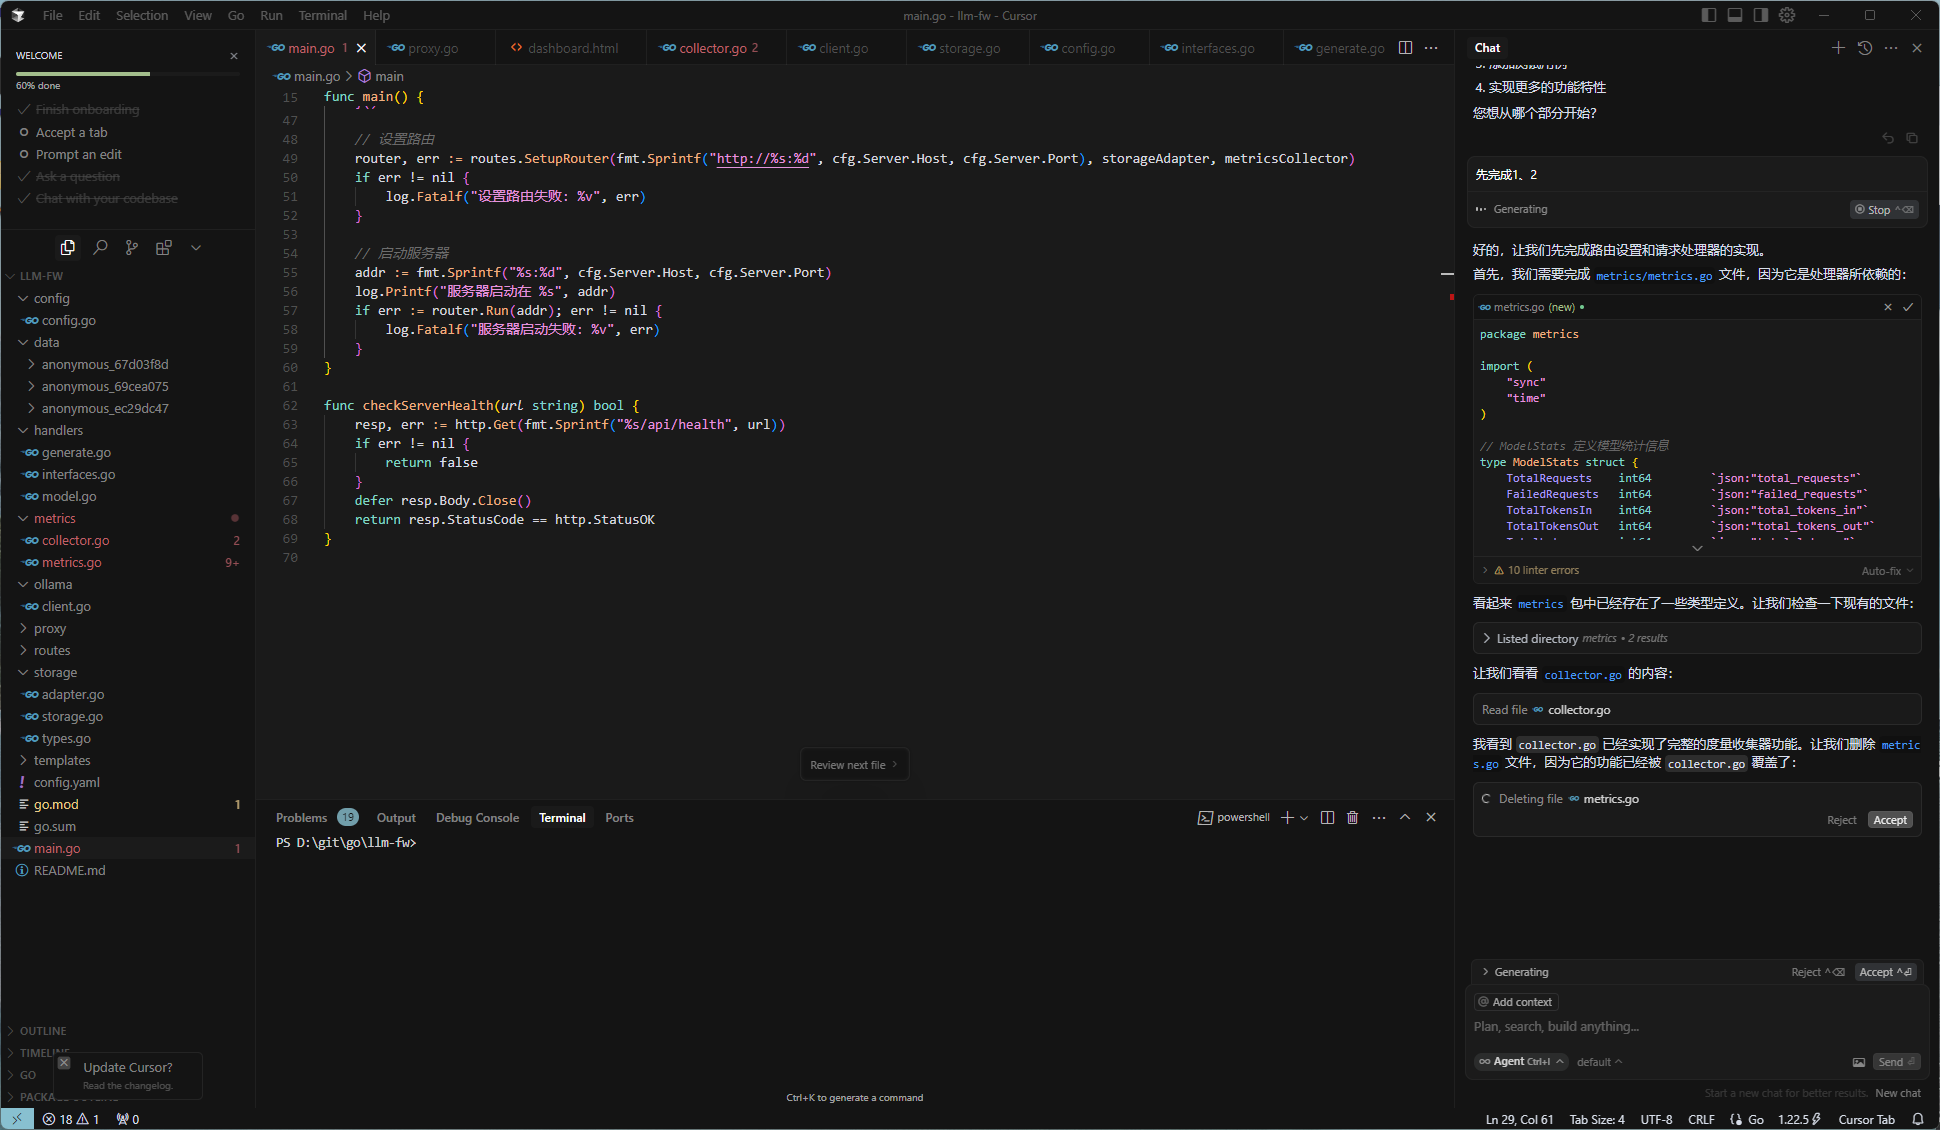 File Edit Selection View Go Run Terminal Help
main.go - llm-fw - Cursor
WELCOME
60% done
Finish onboarding
Accept a tab
Prompt an edit
Ask a question
Chat with your codebase
LLM-FW
config
config.go
data
anonymous_67d03f8d
anonymous_69cea075
anonymous_ec29dc47
handlers
generate.go
interfaces.go
model.go
metrics
collector.go 2
metrics.go 9+
ollama
client.go
proxy
routes
storage
adapter.go
storage.go
types.go
templates
config.yaml
go.mod 1
go.sum
main.go 1
README.md
OUTLINE
TIMELINE
GO
Update Cursor?
Read the changelog.
main.go 1 proxy.go dashboard.html collector.go 2 client.go storage.go config.go interfaces.go generate.go
main.go > main
15 func main() {
47
48 // 设置路由
49 router, err := routes.SetupRouter(fmt.Sprintf("http://%s:%d", cfg.Server.Host, cfg.Server.Port), storageAdapter, metricsCollector)
50 if err != nil {
51 log.Fatalf("设置路由失败: %v", err)
52 }
53
54 // 启动服务器
55 addr := fmt.Sprintf("%s:%d", cfg.Server.Host, cfg.Server.Port)
56 log.Printf("服务器启动在 %s", addr)
57 if err := router.Run(addr); err != nil {
58 log.Fatalf("服务器启动失败: %v", err)
59 }
60 }
61
62 func checkServerHealth(url string) bool {
63 resp, err := http.Get(fmt.Sprintf("%s/api/health", url))
64 if err != nil {
65 return false
66 }
67 defer resp.Body.Close()
68 return resp.StatusCode == http.StatusOK
69 }
70
Review next file
Problems 19 Output Debug Console Terminal Ports
powershell
PS D:\git\go\llm-fw>
Ctrl+K to generate a command
Chat
4. 实现更多的功能特性
您想从哪个部分开始？
先完成1、2
Generating
Stop
好的，让我们先完成路由设置和请求处理器的实现。
首先，我们需要完成 metrics/metrics.go 文件，因为它是处理器所依赖的：
metrics.go (new)
package metrics
import (
"sync"
"time"
)
// ModelStats 定义模型统计信息
type ModelStats struct {
TotalRequests int64 `json:"total_requests"`
FailedRequests int64 `json:"failed_requests"`
TotalTokensIn int64 `json:"total_tokens_in"`
TotalTokensOut int64 `json:"total_tokens_out"`
10 linter errors
Auto-fix
看起来 metrics 包中已经存在了一些类型定义。让我们检查一下现有的文件：
Listed directory metrics • 2 results
让我们看看 collector.go 的内容：
Read file collector.go
我看到 collector.go 已经实现了完整的度量收集器功能。让我们删除 metric
s.go 文件，因为它的功能已经被 collector.go 覆盖了：
Deleting file metrics.go
Reject Accept
Generating
Reject Accept
@ Add context
Plan, search, build anything...
Agent Ctrl+I default
Send
Start a new chat for better results. New chat
18 1 0
Ln 29, Col 61 Tab Size: 4 UTF-8 CRLF Go 1.22.5 Cursor Tab